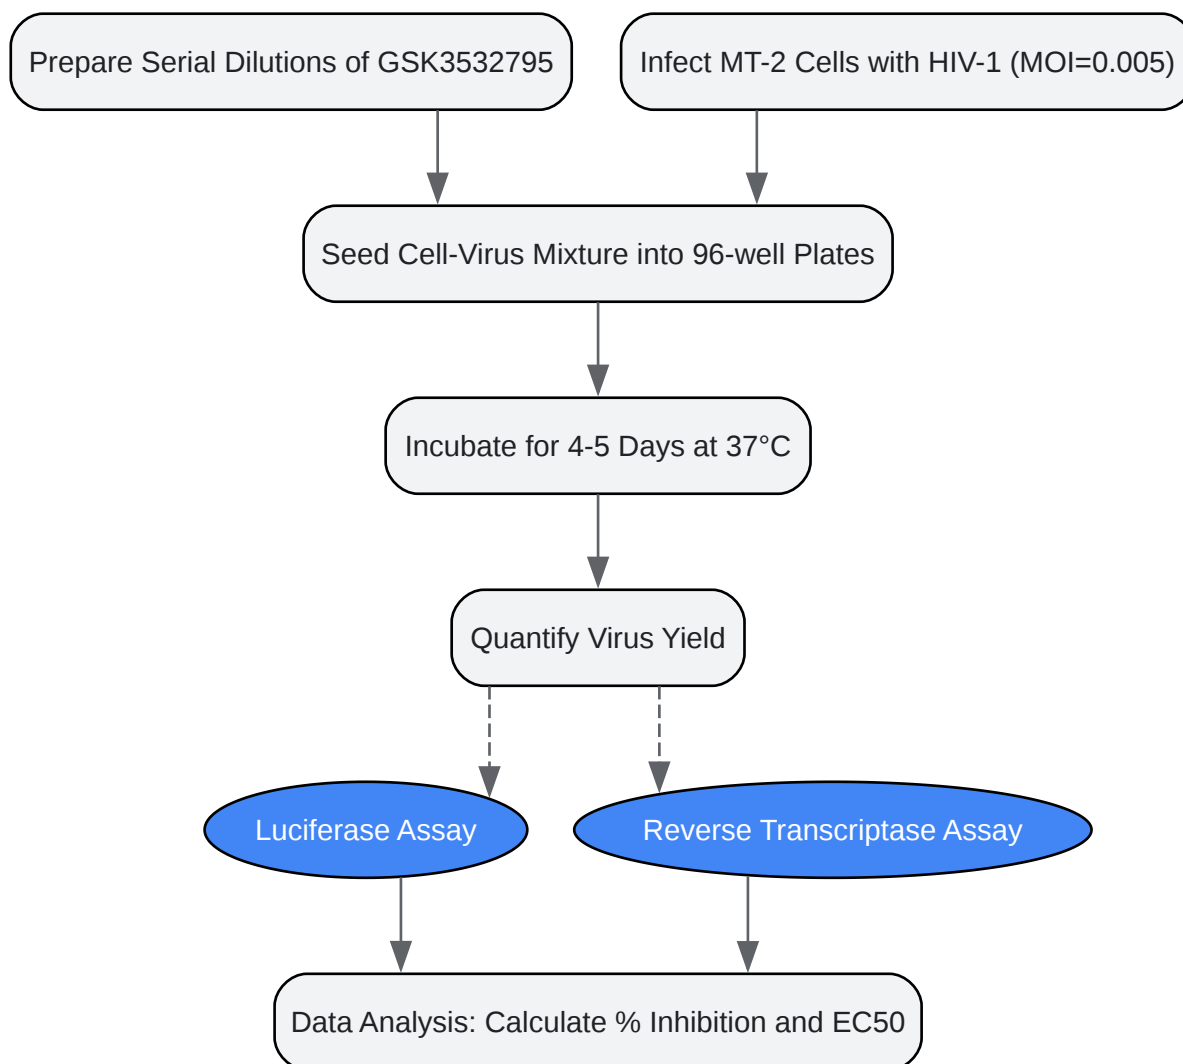 Prepare Serial Dilutions of GSK3532795
Infect MT-2 Cells with HIV-1 (MOI=0.005)
Seed Cell-Virus Mixture into 96-well Plates
Incubate for 4-5 Days at 37°C
Quantify Virus Yield
Luciferase Assay
Reverse Transcriptase Assay
Data Analysis: Calculate % Inhibition and EC50